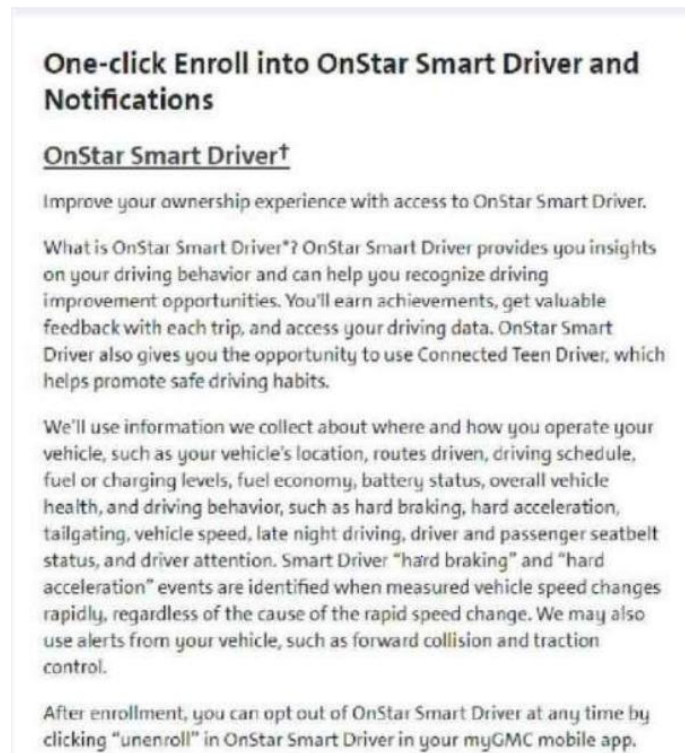 One-click Enroll into OnStar Smart Driver and
Notifications
OnStar Smart Driver†
Improve your ownership experience with access to OnStar Smart Driver.
What is OnStar Smart Driver*? OnStar Smart Driver provides you insights
on your driving behavior and can help you recognize driving
improvement opportunities. You'll earn achievements, get valuable
feedback with each trip, and access your driving data. OnStar Smart
Driver also gives you the opportunity to use Connected Teen Driver, which
helps promote safe driving habits.
We'll use information we collect about where and how you operate your
vehicle, such as your vehicle's location, routes driven, driving schedule,
fuel or charging levels, fuel economy, battery status, overall vehicle
health, and driving behavior, such as hard braking, hard acceleration,
tailgating, vehicle speed, late night driving, driver and passenger seatbelt
status, and driver attention. Smart Driver “hard braking” and “hard
acceleration” events are identified when measured vehicle speed changes
rapidly, regardless of the cause of the rapid speed change. We may also
use alerts from your vehicle, such as forward collision and traction
control.
After enrollment, you can opt out of OnStar Smart Driver at any time by
clicking “unenroll” in OnStar Smart Driver in your myGMC mobile app.